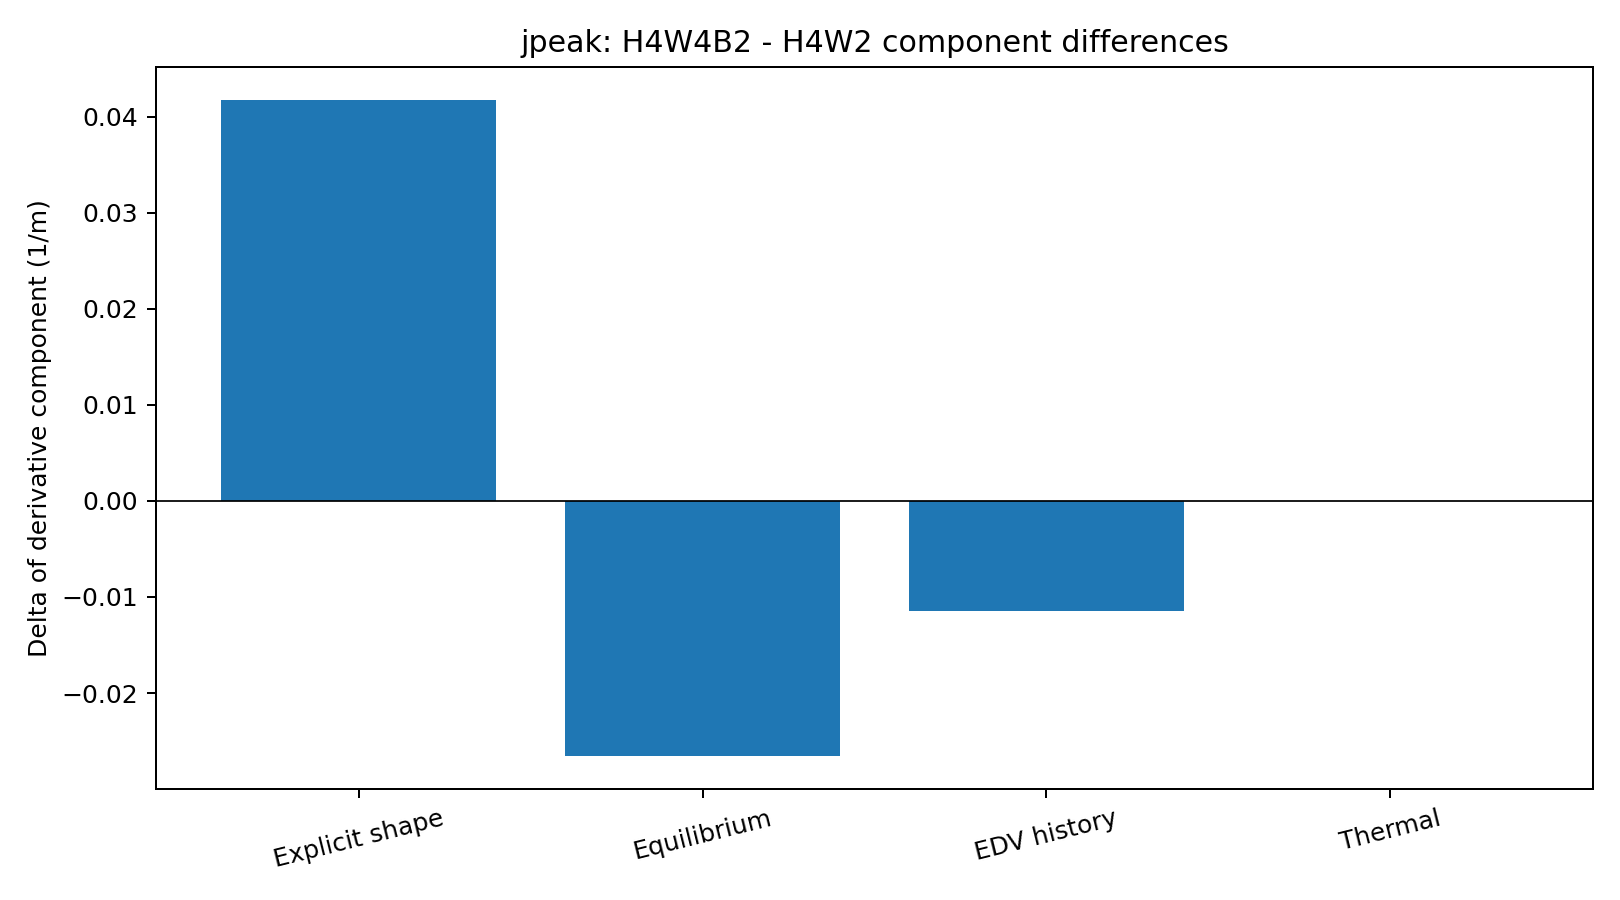 jpeak: H4W4B2 - H4W2 component differences
Delta of derivative component (1/m)
0.04
0.03
0.02
0.01
0.00
−0.01
−0.02
Explicit shape
Equilibrium
EDV history
Thermal